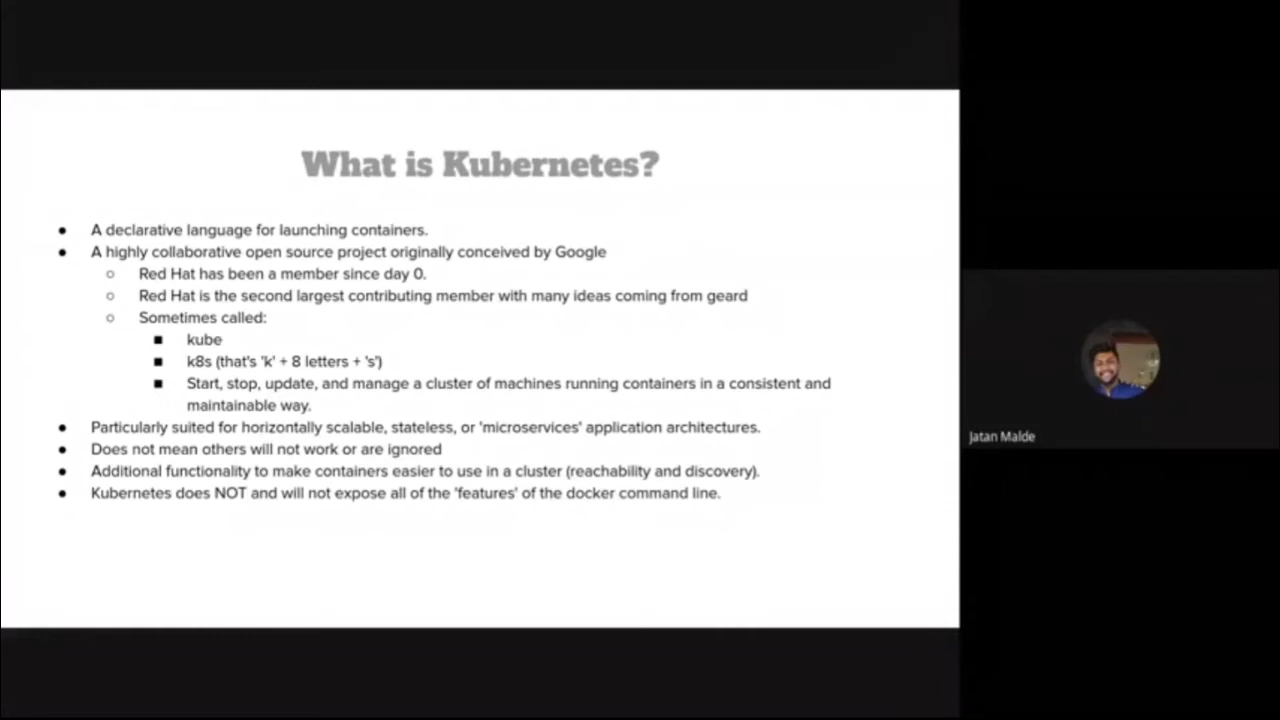 What is Kubernetes?
● A declarative language for launching containers.
● A highly collaborative open source project originally conceived by Google
○ Red Hat has been a member since day 0.
○ Red Hat is the second largest contributing member with many ideas coming from geard
○ Sometimes called:
■ kube
■ k8s (that's 'k' + 8 letters + 's')
■ Start, stop, update, and manage a cluster of machines running containers in a consistent and
maintainable way.
● Particularly suited for horizontally scalable, stateless, or 'microservices' application architectures.
● Does not mean others will not work or are ignored
● Additional functionality to make containers easier to use in a cluster (reachability and discovery).
● Kubernetes does NOT and will not expose all of the 'features' of the docker command line.
Jatan Malde